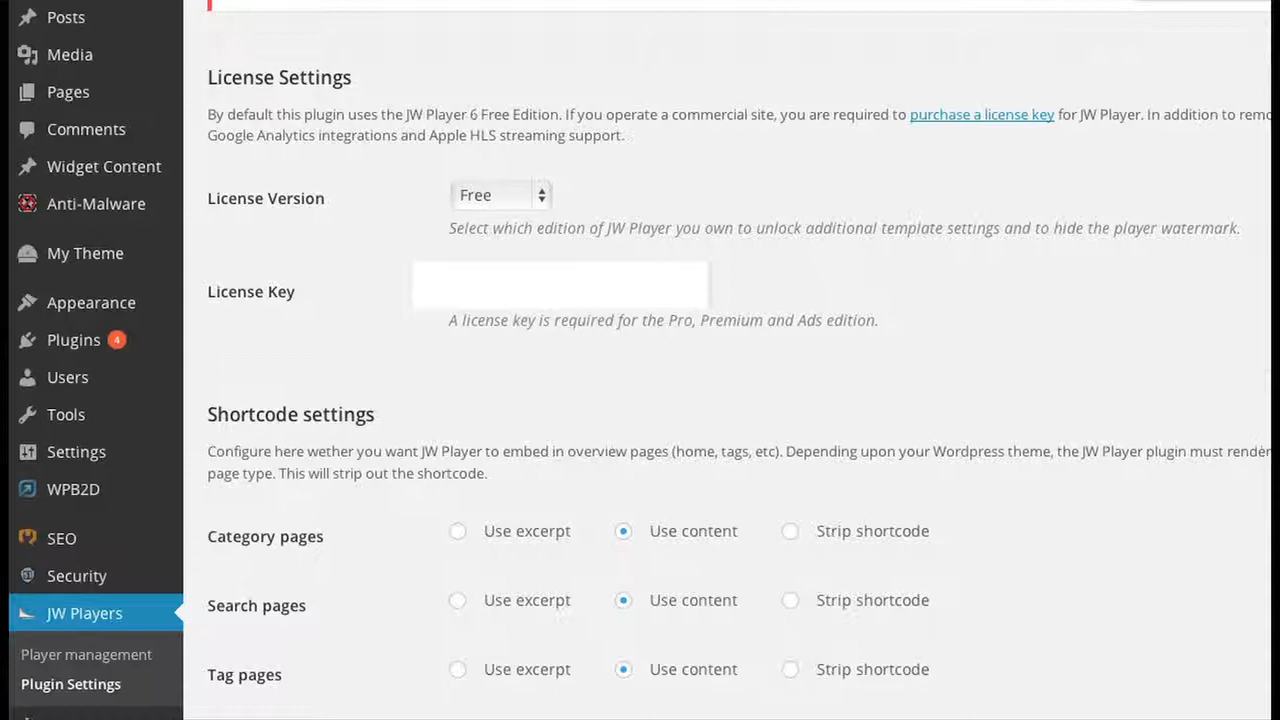 Posts
Media
Pages
Comments
Widget Content
Anti-Malware
My Theme
Appearance
Plugins 4
Users
Tools
Settings
WPB2D
SEO
Security
JW Players
Player management
Plugin Settings
License Settings
By default this plugin uses the JW Player 6 Free Edition. If you operate a commercial site, you are required to purchase a license key for JW Player. In addition to remo
Google Analytics integrations and Apple HLS streaming support.
License Version Free
Select which edition of JW Player you own to unlock additional template settings and to hide the player watermark.
License Key
A license key is required for the Pro, Premium and Ads edition.
Shortcode settings
Configure here wether you want JW Player to embed in overview pages (home, tags, etc). Depending upon your Wordpress theme, the JW Player plugin must render
page type. This will strip out the shortcode.
Category pages Use excerpt Use content Strip shortcode
Search pages Use excerpt Use content Strip shortcode
Tag pages Use excerpt Use content Strip shortcode